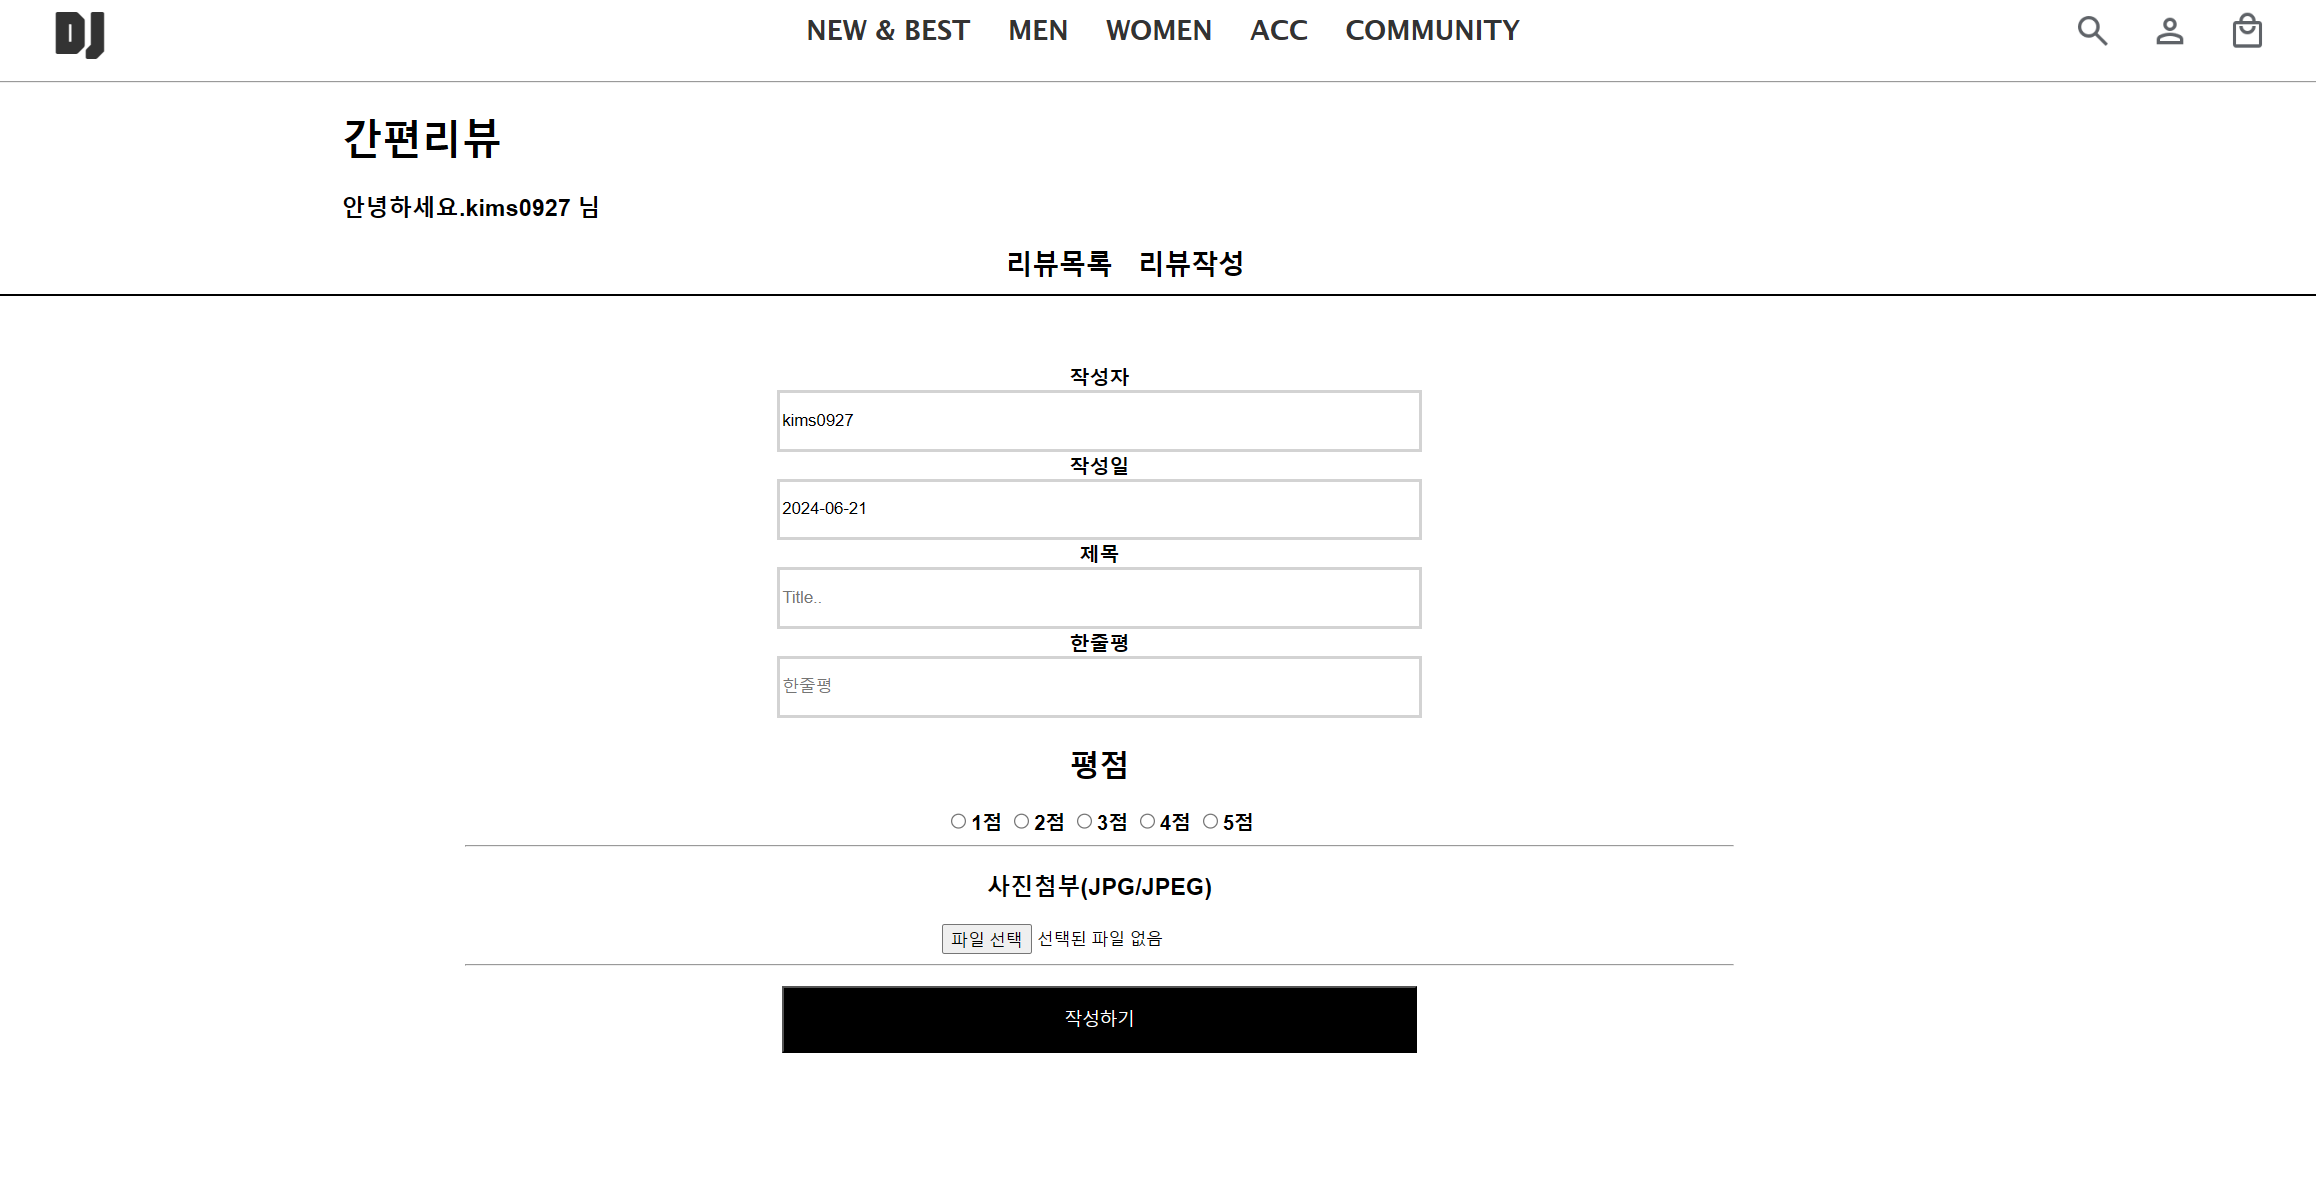 DJ
NEW & BEST MEN WOMEN ACC COMMUNITY
간편리뷰
안녕하세요.kims0927 님
리뷰목록 리뷰작성
작성자
kims0927
작성일
2024-06-21
제목
Title..
한줄평
한줄평
평점
1점 2점 3점 4점 5점
사진첨부(JPG/JPEG)
파일 선택 선택된 파일 없음
작성하기